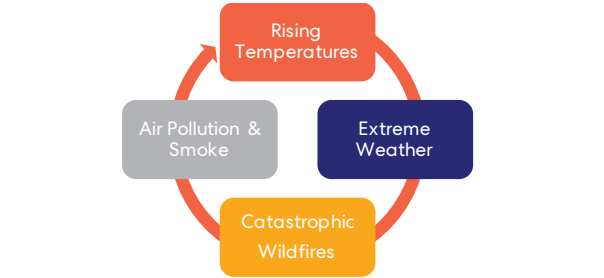 Rising
Temperatures
Extreme
Weather
Catastrophic
Wildfires
Air Pollution &
Smoke